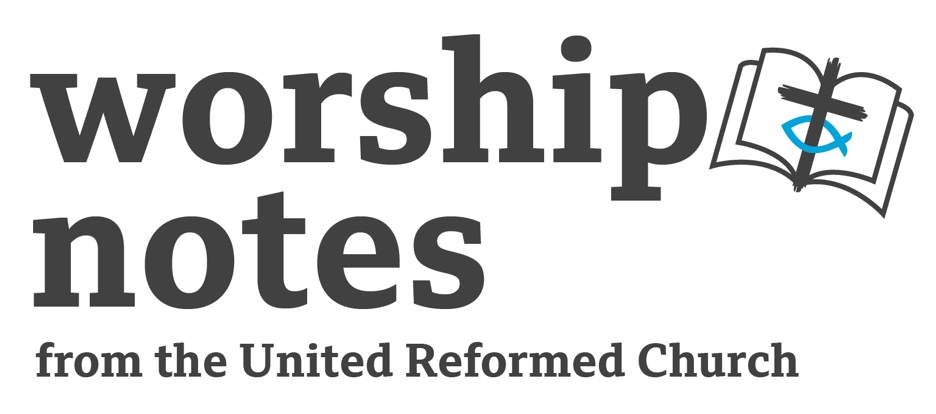 worship
notes
from the United Reformed Church